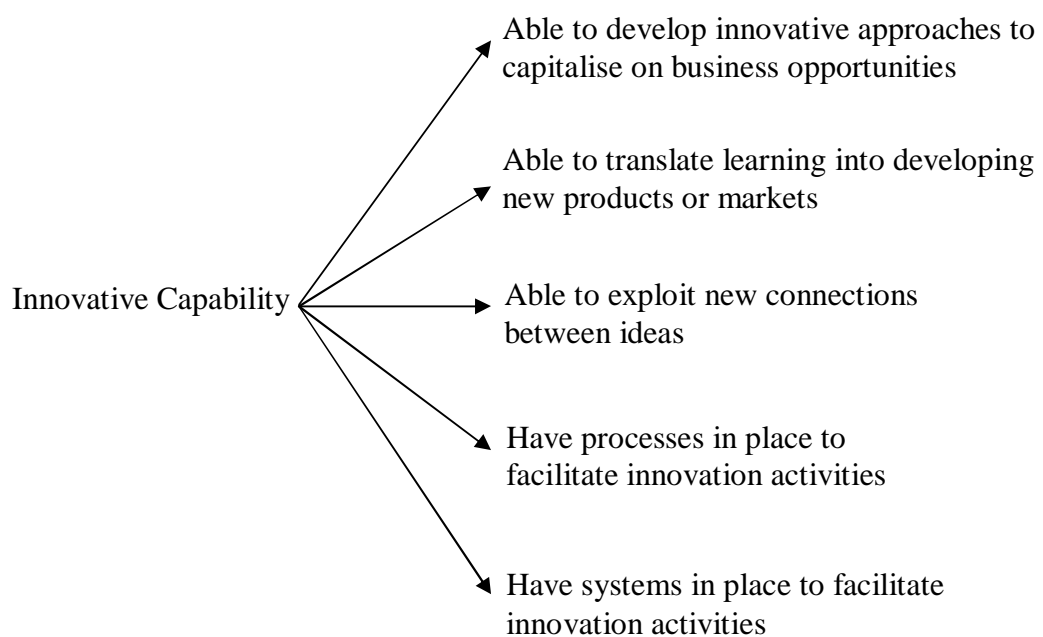 Able to develop innovative approaches to
capitalise on business opportunities
Able to translate learning into developing
new products or markets
Innovative Capability
Able to exploit new connections
between ideas
Have processes in place to
facilitate innovation activities
Have systems in place to facilitate
innovation activities